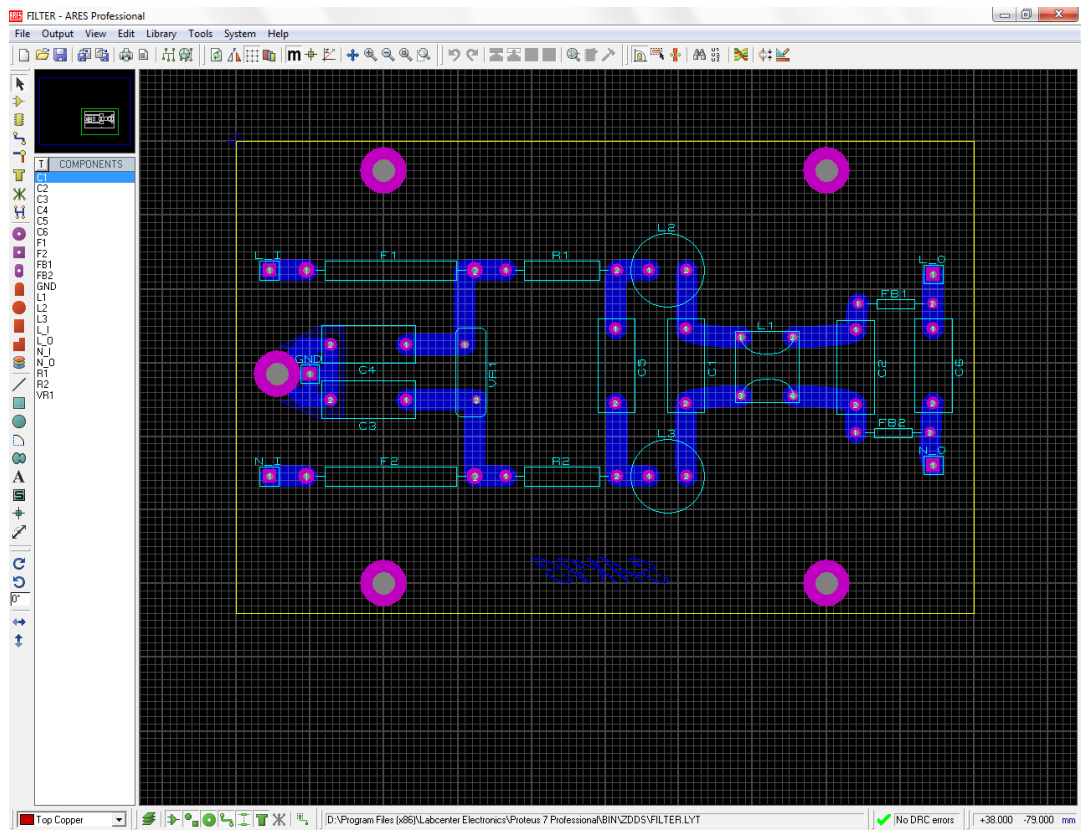 FILTER - ARES Professional
File Output View Edit Library Tools System Help
T COMPONENTS
C1
C2
C3
C4
C5
C6
F1
F2
FB1
FB2
GND
L1
L2
L3
L_I
L_O
N_I
N_O
R1
R2
VR1
L2
L_I F1 R1 L_O
FB1
L1
GND
C4 VR1 C5 C1 C2 C6
C3
FB2
L3
N_I F2 R2 N_O
0°
Top Copper
D:\Program Files (x86)\Labcenter Electronics\Proteus 7 Professional\BIN\ZDDS\FILTER.LYT
No DRC errors
+38.000 -79.000 mm